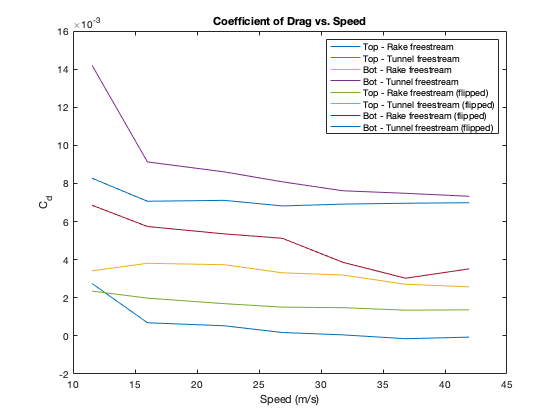 Coefficient of Drag vs. Speed
×10-3
16
14
12
10
8
6
4
2
0
-2
Cd
10
15
20
25
30
35
40
45
Speed (m/s)
Top - Rake freestream
Top - Tunnel freestream
Bot - Rake freestream
Bot - Tunnel freestream
Top - Rake freestream (flipped)
Top - Tunnel freestream (flipped)
Bot - Rake freestream (flipped)
Bot - Tunnel freestream (flipped)